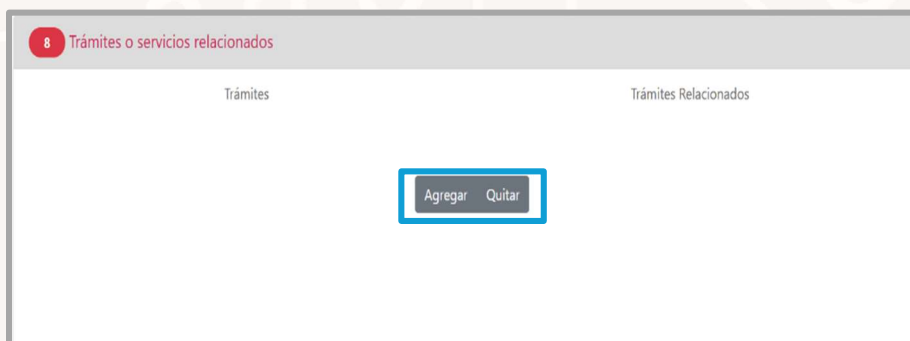 8 Trámites o servicios relacionados
Trámites Trámites Relacionados
Agregar Quitar